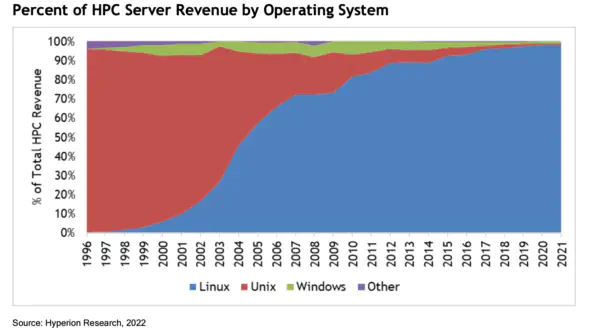 Percent of HPC Server Revenue by Operating System
% of Total HPC Revenue
100%
90%
80%
70%
60%
50%
40%
30%
20%
10%
0%
1996 1997 1998 1999 2000 2001 2002 2003 2004 2005 2006 2007 2008 2009 2010 2011 2012 2013 2014 2015 2016 2017 2018 2019 2020 2021
Linux Unix Windows Other
Source: Hyperion Research, 2022